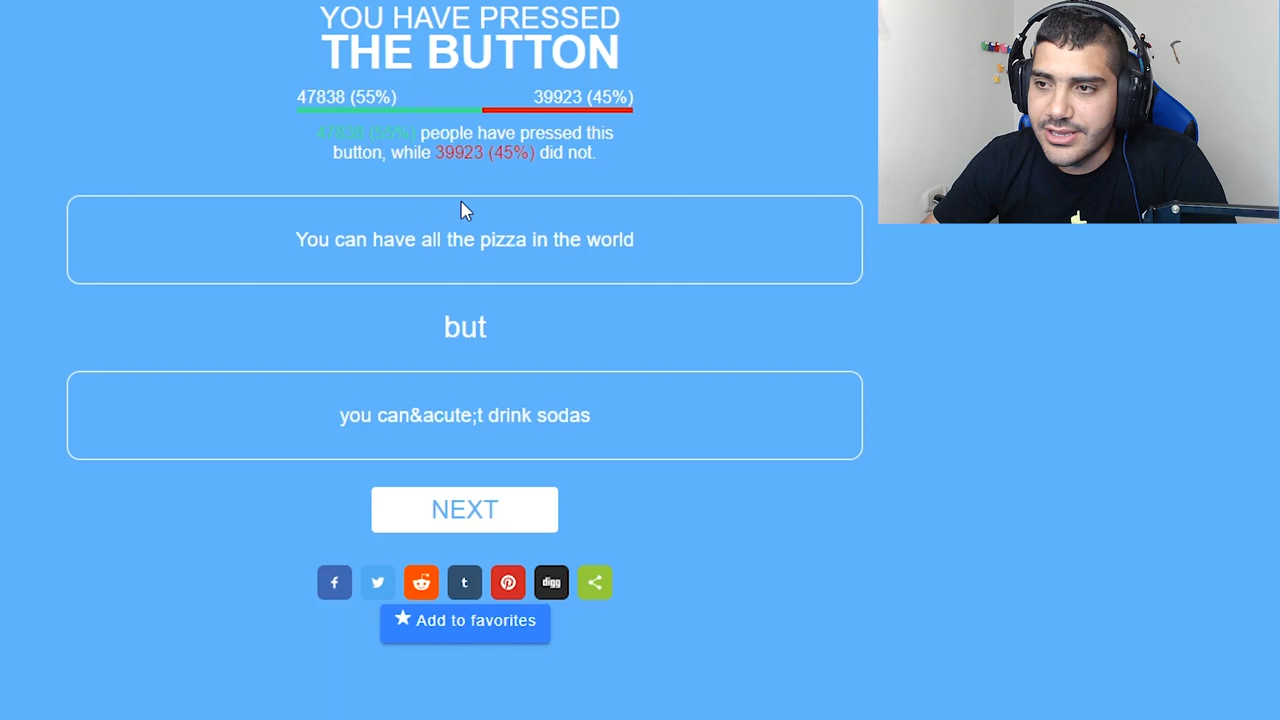 YOU HAVE PRESSED
THE BUTTON
47838 (55%) 39923 (45%)
47838 (55%) people have pressed this
button, while 39923 (45%) did not.
You can have all the pizza in the world
but
you can&acute;t drink sodas
NEXT
f t digg
Add to favorites